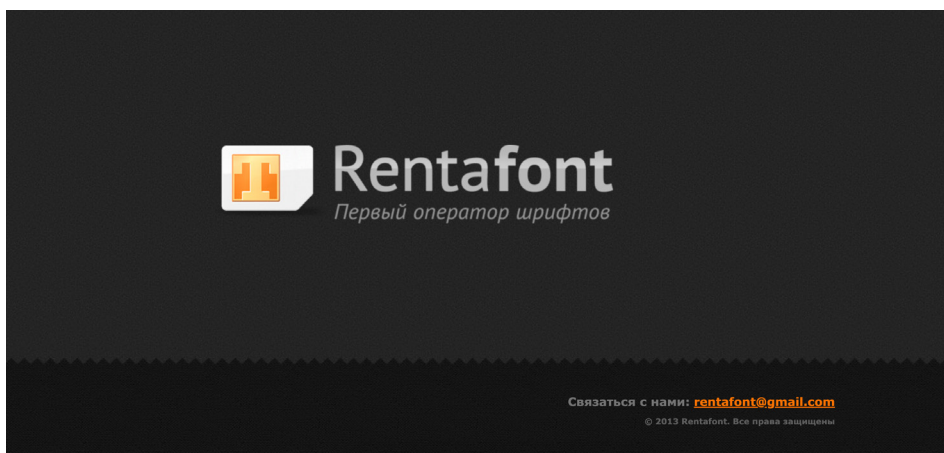 Rentafont
Первый оператор шрифтов
Связаться с нами: rentafont@gmail.com
© 2013 Rentafont. Все права защищены